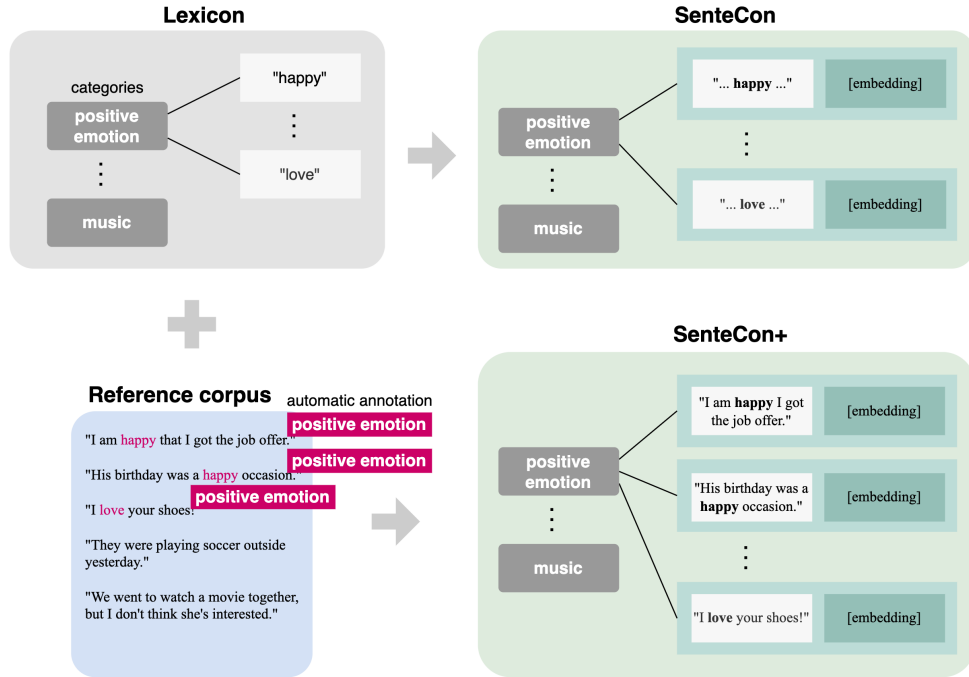 Lexicon
categories
positive
emotion
⋮
music
"happy"
⋮
"love"
SenteCon
positive
emotion
⋮
music
"... happy ..."
[embedding]
⋮
"... love ..."
[embedding]
Reference corpus
automatic annotation
positive emotion
"I am happy that I got the job offer."
positive emotion
"His birthday was a happy occasion."
positive emotion
"I love your shoes!
"They were playing soccer outside
yesterday."
"We went to watch a movie together,
but I don't think she's interested."
SenteCon+
positive
emotion
⋮
music
"I am happy I got
the job offer."
[embedding]
"His birthday was a
happy occasion."
[embedding]
⋮
"I love your shoes!"
[embedding]